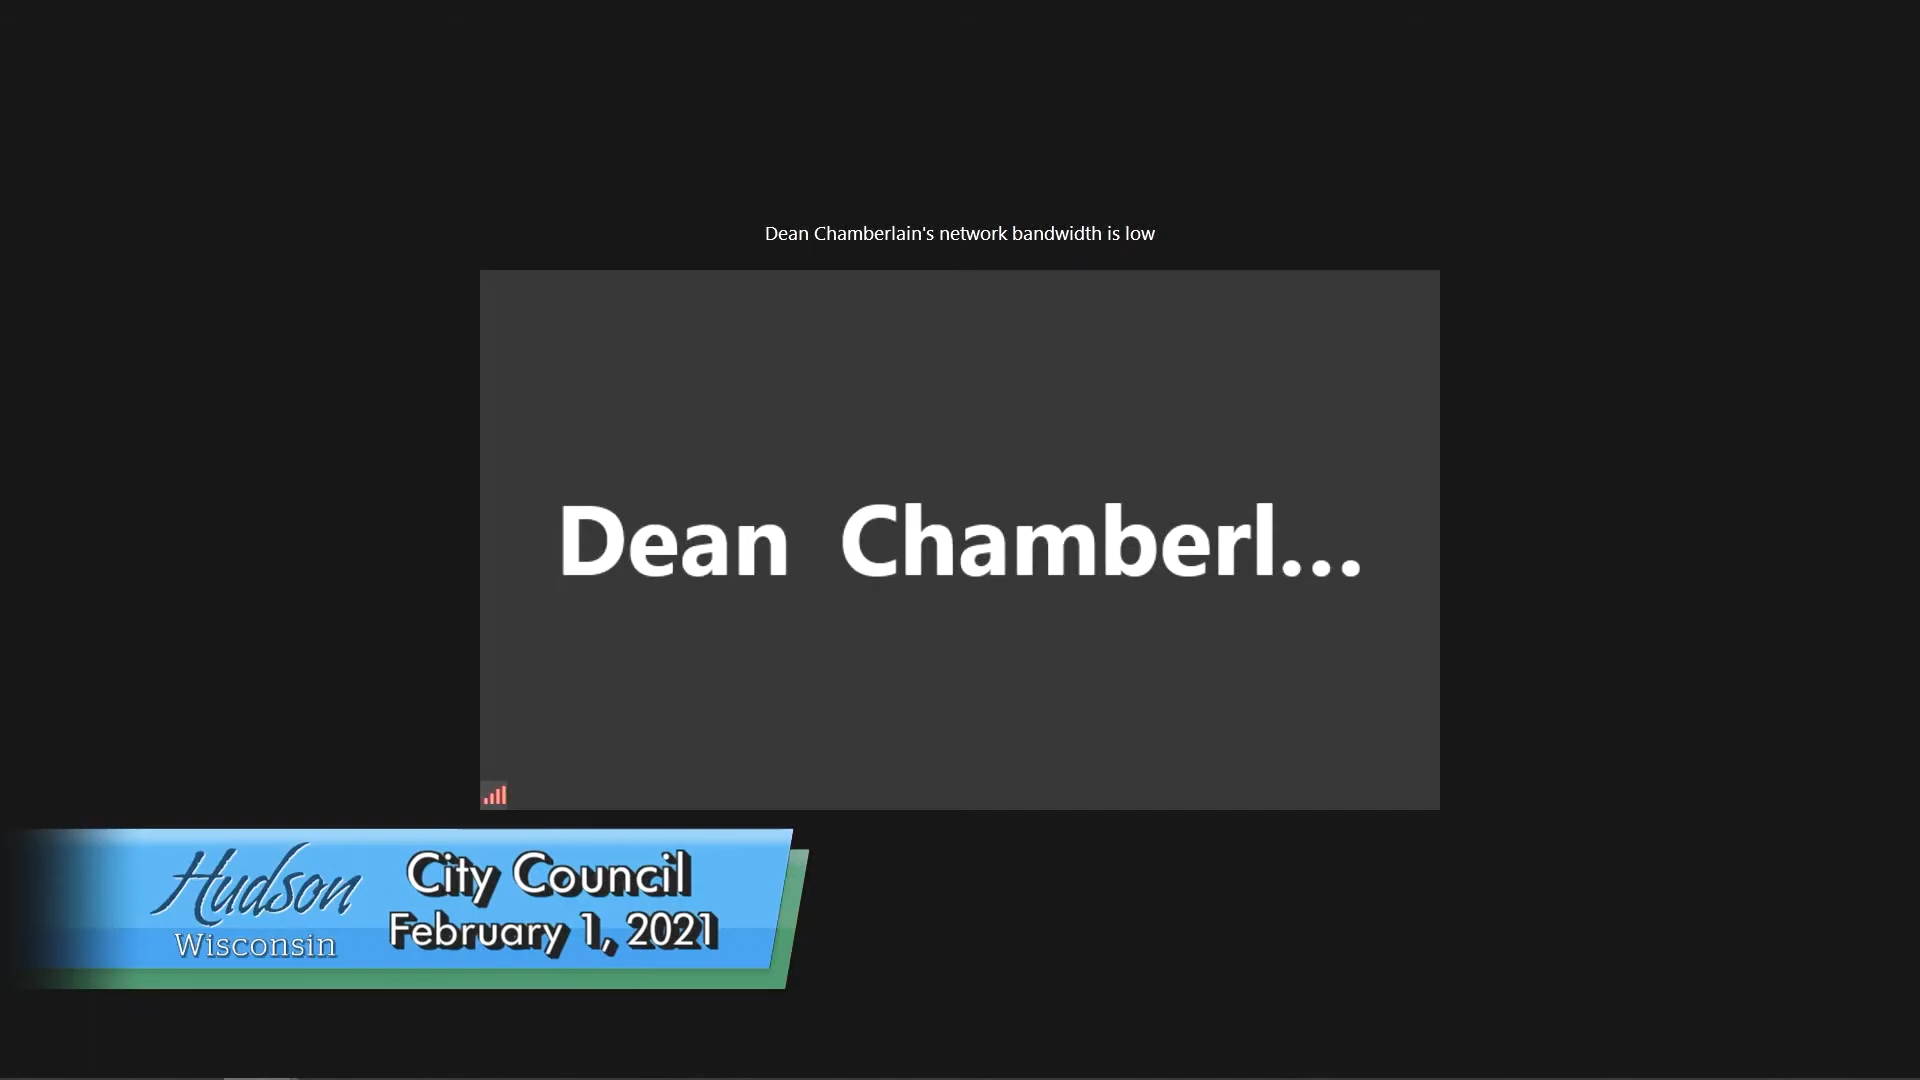 Dean Chamberlain's network bandwidth is low
Dean Chamberl...
Hudson
Wisconsin
City Council
February 1, 2021